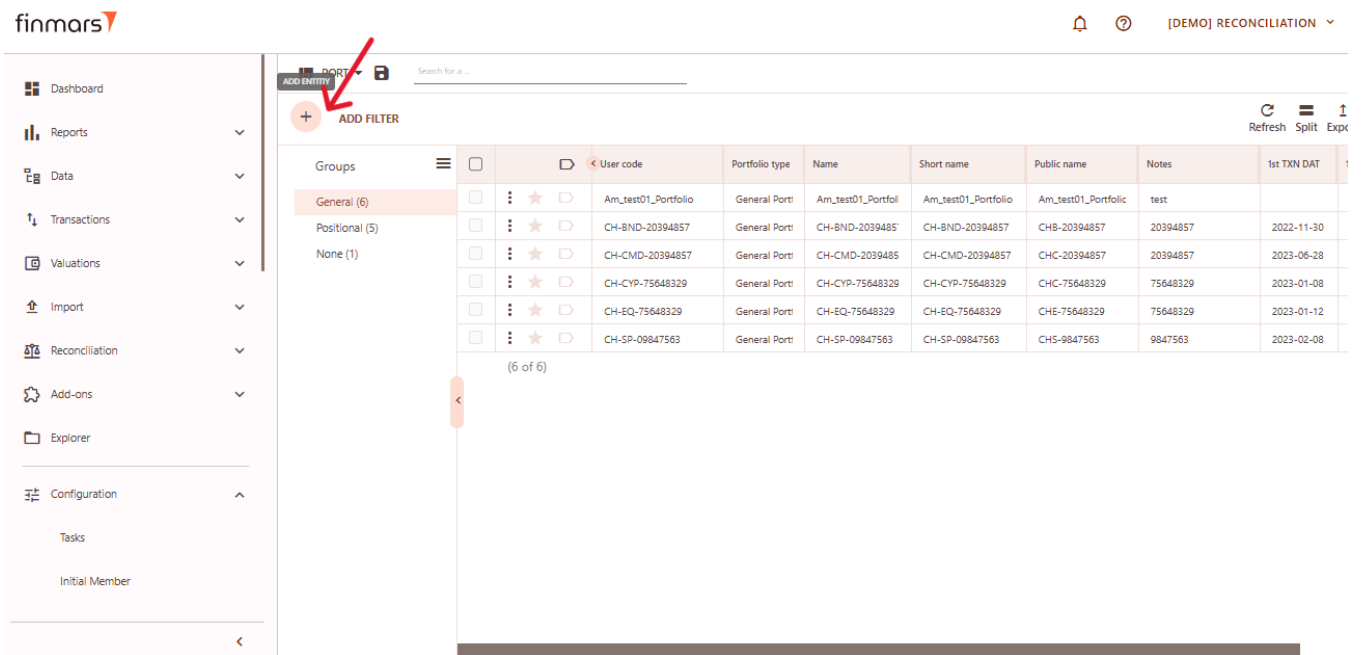 finmars
[DEMO] RECONCILIATION
Dashboard
Reports
Data
Transactions
Valuations
Import
Reconciliation
Add-ons
Explorer
Configuration
Tasks
Initial Member
PORT
Search for a ...
ADD ENTITIY
ADD FILTER
Refresh Split Expo
Groups
General (6)
Positional (5)
None (1)
User code Portfolio type Name Short name Public name Notes 1st TXN DAT
Am_test01_Portfolio General Portf Am_test01_Portfoli Am_test01_Portfolio Am_test01_Portfolic test
CH-BND-20394857 General Portf CH-BND-2039485 CH-BND-20394857 CHB-20394857 20394857 2022-11-30
CH-CMD-20394857 General Portf CH-CMD-2039485 CH-CMD-20394857 CHC-20394857 20394857 2023-06-28
CH-CYP-75648329 General Portf CH-CYP-75648329 CH-CYP-75648329 CHC-75648329 75648329 2023-01-08
CH-EQ-75648329 General Portf CH-EQ-75648329 CH-EQ-75648329 CHE-75648329 75648329 2023-01-12
CH-SP-09847563 General Portf CH-SP-09847563 CH-SP-09847563 CHS-9847563 9847563 2023-02-08
(6 of 6)